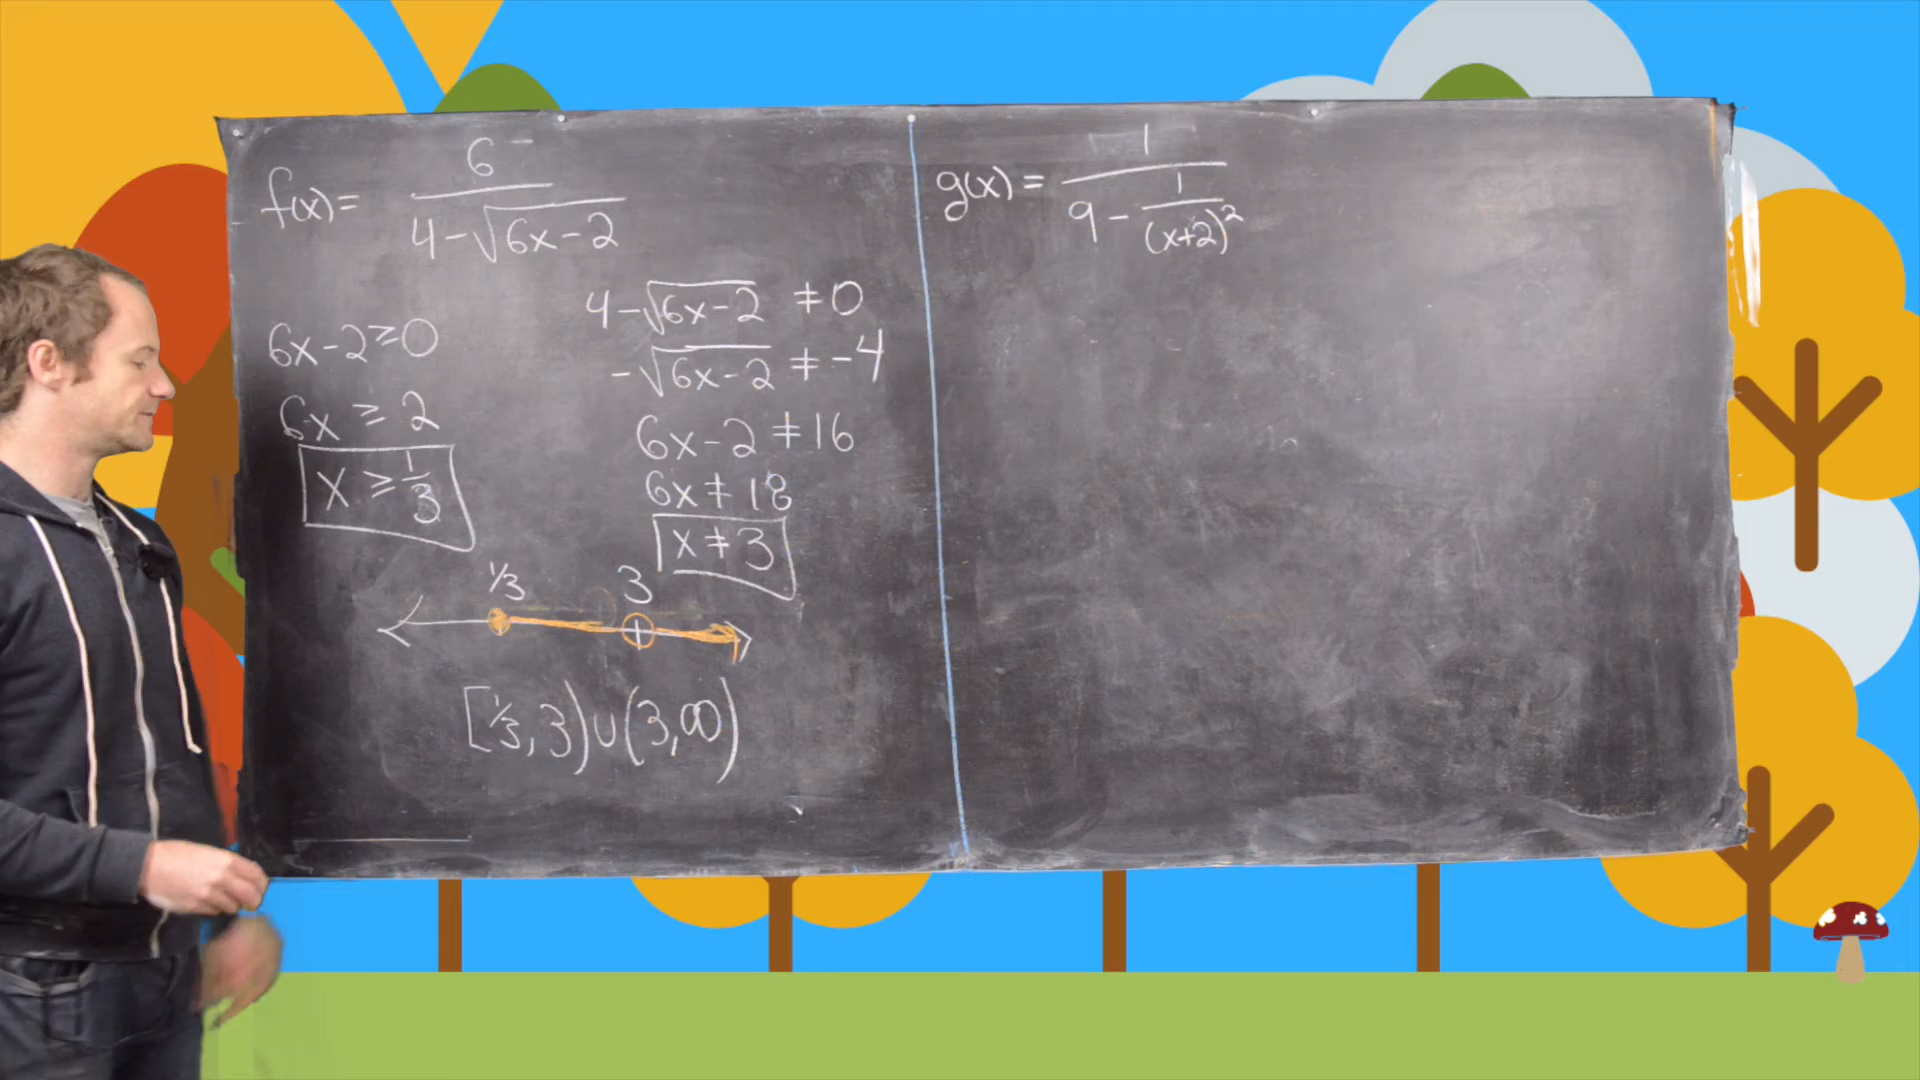 f(x) = 6 / (4 - √(6x - 2))
6x - 2 ≥ 0
6x ≥ 2
x ≥ 1/3
4 - √(6x - 2) ≠ 0
-√(6x - 2) ≠ -4
6x - 2 ≠ 16
6x ≠ 18
x ≠ 3
1/3 3
[1/3, 3) ∪ (3, ∞)
g(x) = 1 / (9 - 1/(x+2)²)